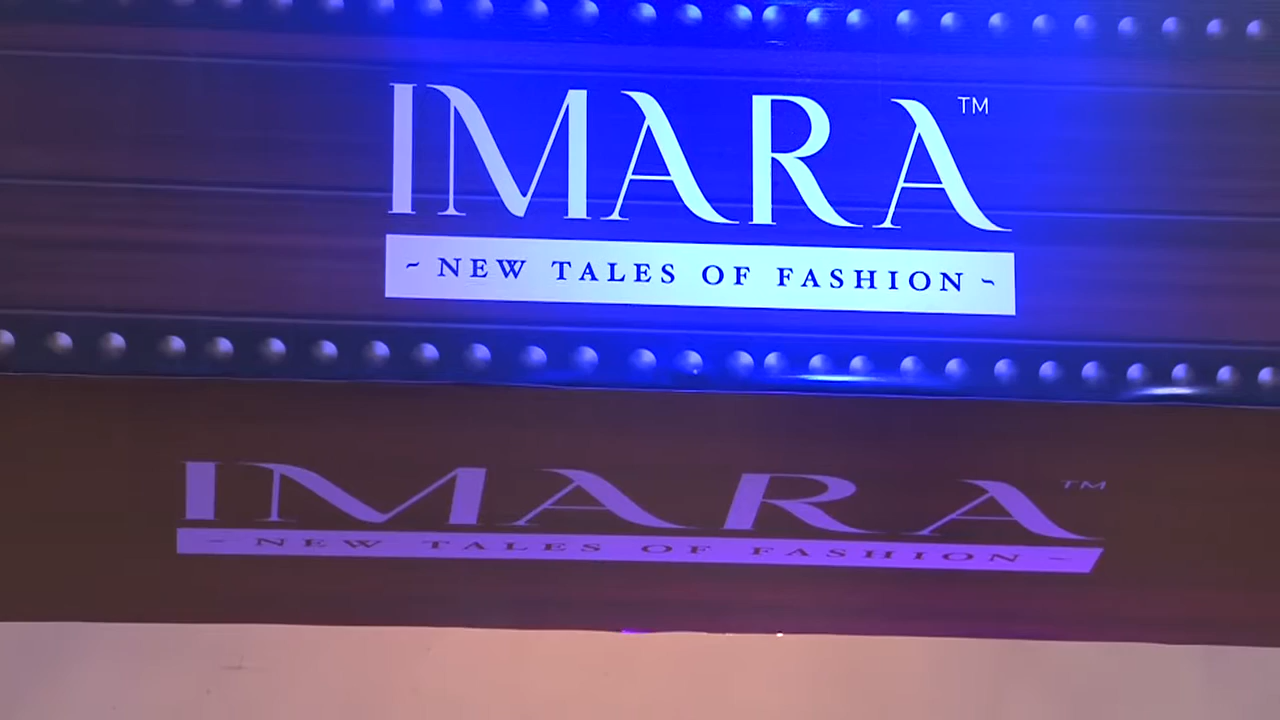 IMARA™
~ NEW TALES OF FASHION ~
IMARA™
~ NEW TALES OF FASHION ~